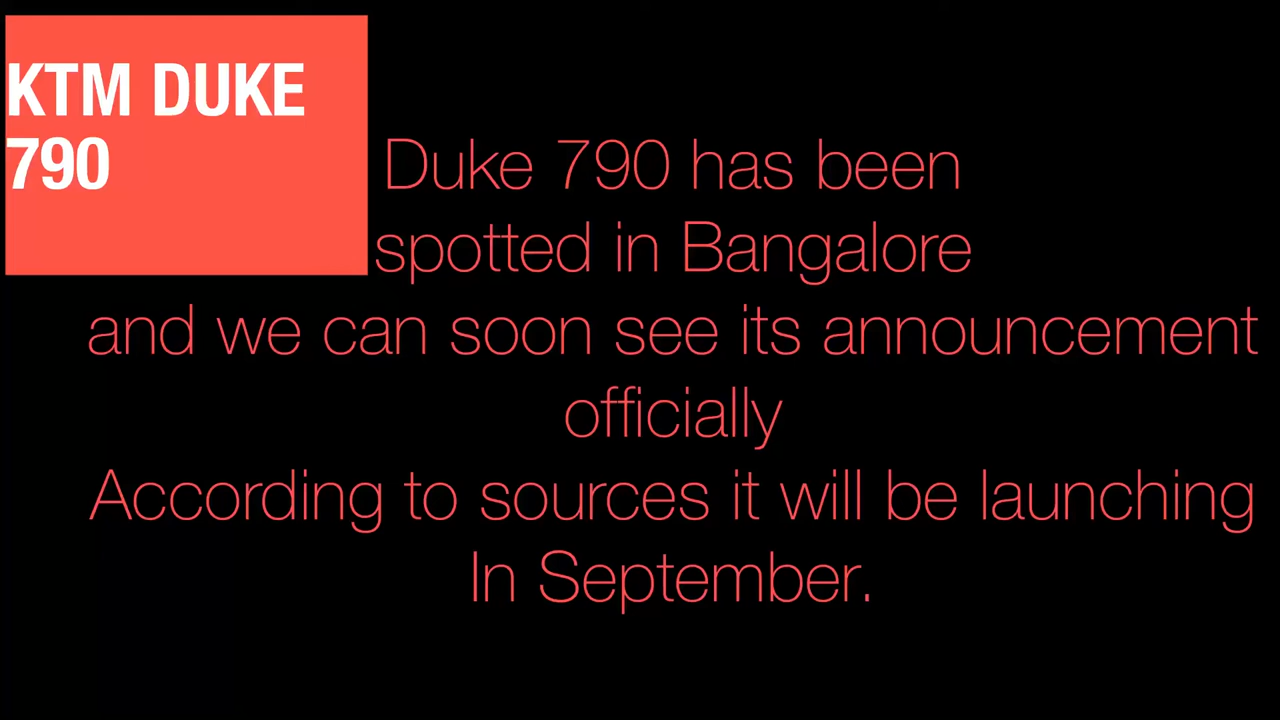 KTM DUKE
790
Duke 790 has been
spotted in Bangalore
and we can soon see its announcement
officially
According to sources it will be launching
In September.